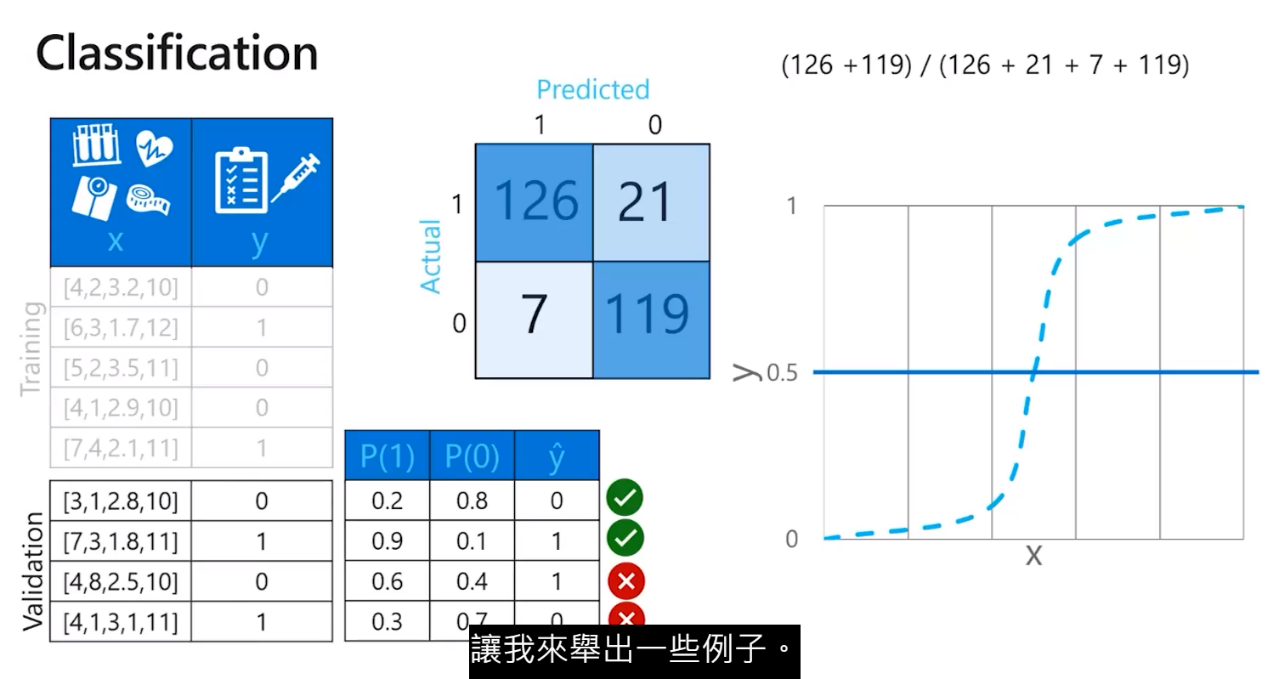 Classification
(126 +119) / (126 + 21 + 7 + 119)
Predicted
1 0
Actual
1 126 21
0 7 119
x y
Training
[4,2,3.2,10] 0
[6,3,1.7,12] 1
[5,2,3.5,11] 0
[4,1,2.9,10] 0
[7,4,2.1,11] 1
Validation
[3,1,2.8,10] 0
[7,3,1.8,11] 1
[4,8,2.5,10] 0
[4,1,3,1,11] 1
P(1) P(0) ŷ
0.2 0.8 0
0.9 0.1 1
0.6 0.4 1
0.3 0.7 0
1
y 0.5
0
x
讓我來舉出一些例子。